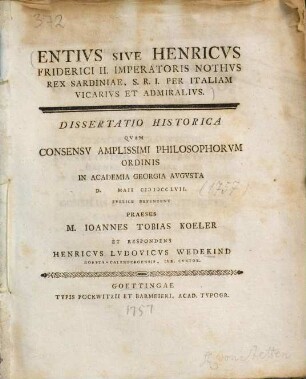 372
(ENTIVS SIVE HENRICVS
FRIDERICI II. IMPERATORIS NOTHVS
REX SARDINIAE, S. R. I. PER ITALIAM
VICARIVS ET ADMIRALIVS.)
DISSERTATIO HISTORICA
QVAM
CONSENSV AMPLISSIMI PHILOSOPHORVM
ORDINIS
IN ACADEMIA GEORGIA AVGVSTA
D. MAII CIƆIƆCCLVII.
(1757)
PVBLICE DEFENDENT
PRAESES
M. IOANNES TOBIAS KOELER
ET RESPONDENS
HENRICVS LVDOVICVS WEDEKIND
GOETTINGAE
TYPIS POCKWITZII ET BARMEIERI, ACAD. TYPOGR.
1757